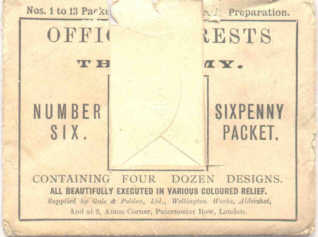 Nos. 1 to 13 Preparation.
OFFIC RESTS
TH MY.
NUMBER SIX.
SIXPENNY PACKET.
CONTAINING FOUR DOZEN DESIGNS.
ALL BEAUTIFULLY EXECUTED IN VARIOUS COLOURED RELIEF.
Supplied by Gale & Polden, Ltd., Wellington Works, Aldershot,
And at 2, Amen Corner, Paternoster Row, London.